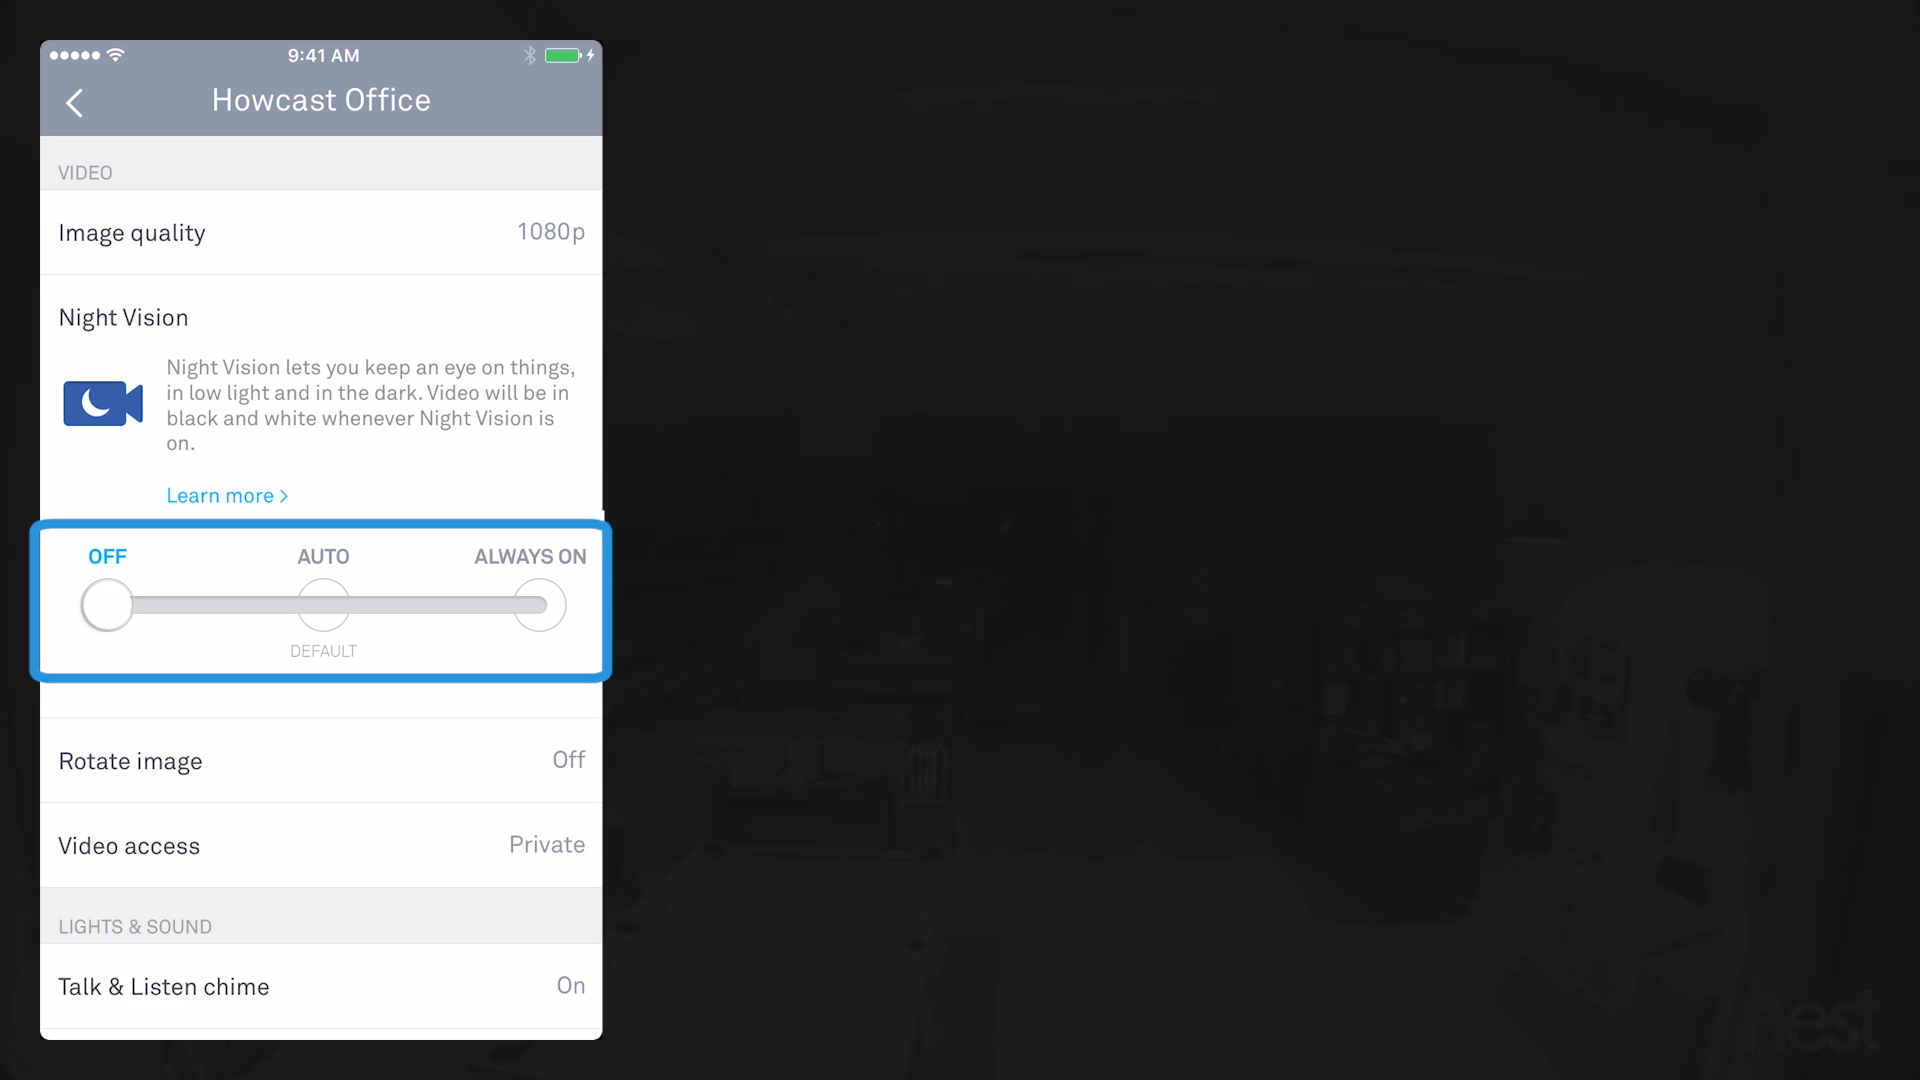 9:41 AM
Howcast Office
VIDEO
Image quality
1080p
Night Vision
Night Vision lets you keep an eye on things,
in low light and in the dark. Video will be in
black and white whenever Night Vision is
on.
Learn more >
OFF
AUTO
ALWAYS ON
DEFAULT
Rotate image
Off
Video access
Private
LIGHTS & SOUND
Talk & Listen chime
On
nest